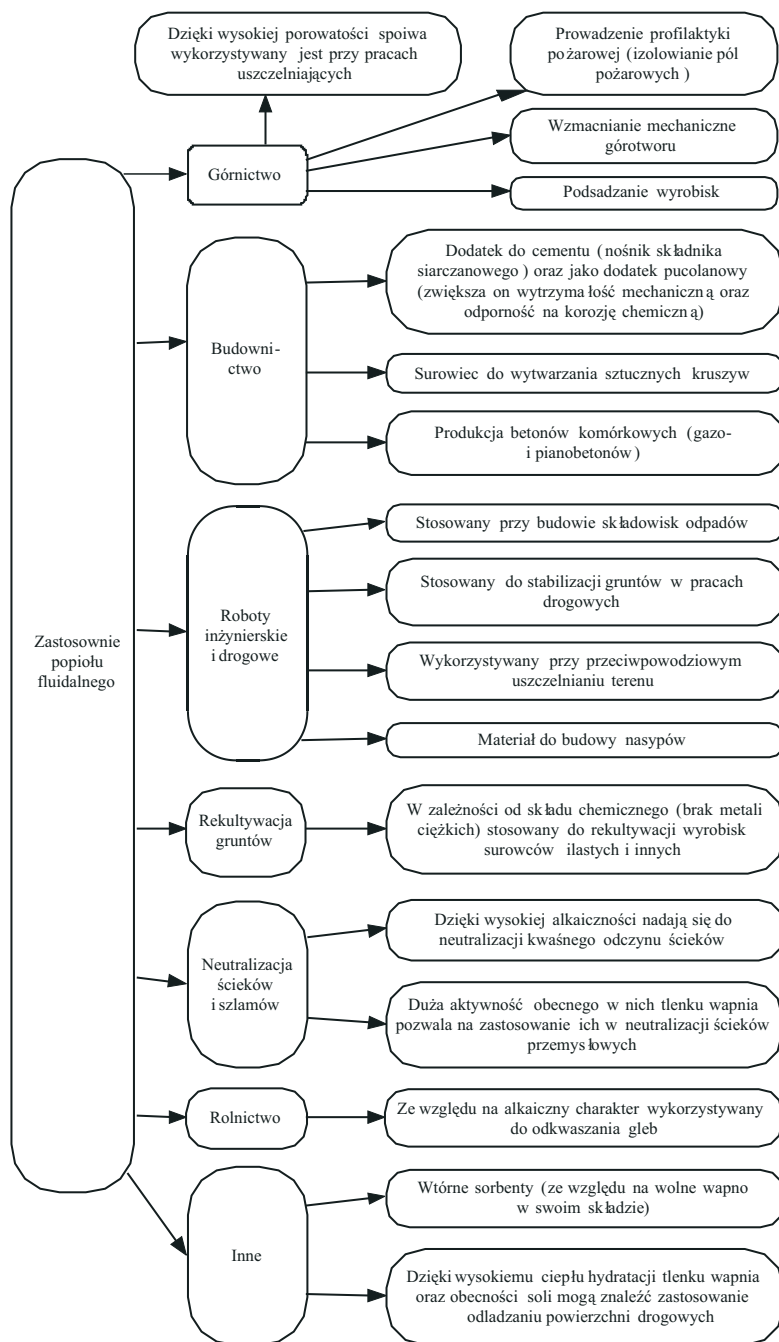 Dzięki wysokiej porowatości spoiwa
wykorzystywany jest przy pracach
uszczelniających
Prowadzenie profilaktyki
pożarowej (izolowanie pól
pożarowych)
Wzmacnianie mechaniczne
górotworu
Górnictwo
Podsadzanie wyrobisk
Dodatek do cementu (nośnik składnika
siarczanowego) oraz jako dodatek pucolanowy
(zwiększa on wytrzymałość mechaniczną oraz
odporność na korozję chemiczną)
Budowni-
ctwo
Surowiec do wytwarzania sztucznych kruszyw
Produkcja betonów komórkowych (gazo-
i pianobetonów)
Stosowany przy budowie składowisk odpadów
Stosowany do stabilizacji gruntów w pracach
drogowych
Zastosownie
popiołu
fluidalnego
Roboty
inżynierskie
i drogowe
Wykorzystywany przy przeciwpowodziowym
uszczelnianiu terenu
Materiał do budowy nasypów
Rekultywacja
gruntów
W zależności od składu chemicznego (brak metali
ciężkich) stosowany do rekultywacji wyrobisk
surowców ilastych i innych
Neutralizacja
ścieków
i szlamów
Dzięki wysokiej alkaiczności nadają się do
neutralizacji kwaśnego odczynu ścieków
Duża aktywność obecnego w nich tlenku wapnia
pozwala na zastosowanie ich w neutralizacji ścieków
przemysłowych
Rolnictwo
Ze względu na alkaiczny charakter wykorzystywany
do odkwaszania gleb
Inne
Wtórne sorbenty (ze względu na wolne wapno
w swoim składzie)
Dzięki wysokiemu ciepłu hydratacji tlenku wapnia
oraz obecności soli mogą znaleźć zastosowanie
odladzaniu powierzchni drogowych